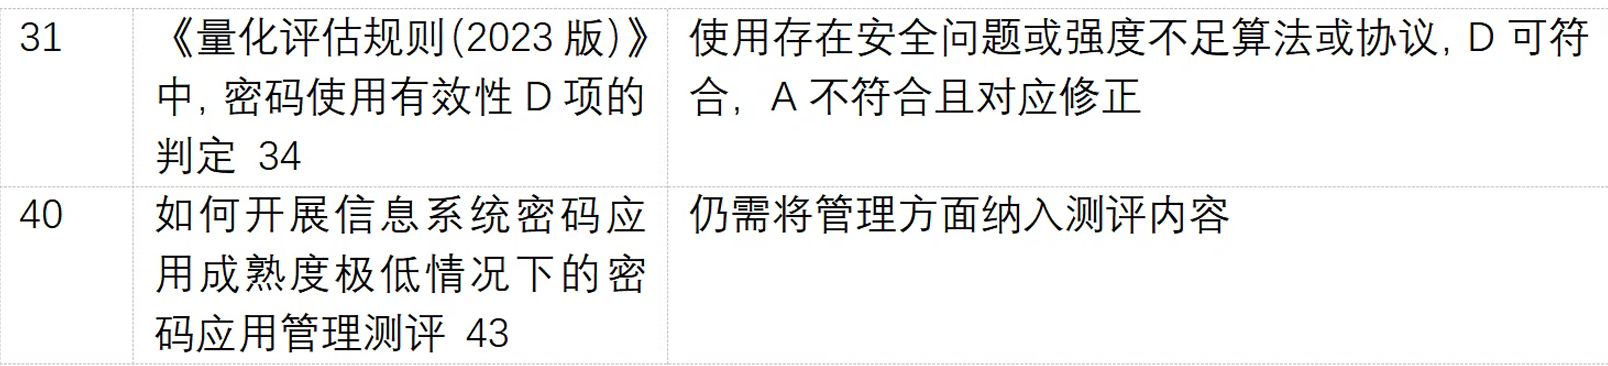 31 《量化评估规则(2023 版)》 使用存在安全问题或强度不足算法或协议, D 可符
中, 密码使用有效性 D 项的 合, A 不符合且对应修正
判定 34
40 如何开展信息系统密码应 仍需将管理方面纳入测评内容
用成熟度极低情况下的密
码应用管理测评 43